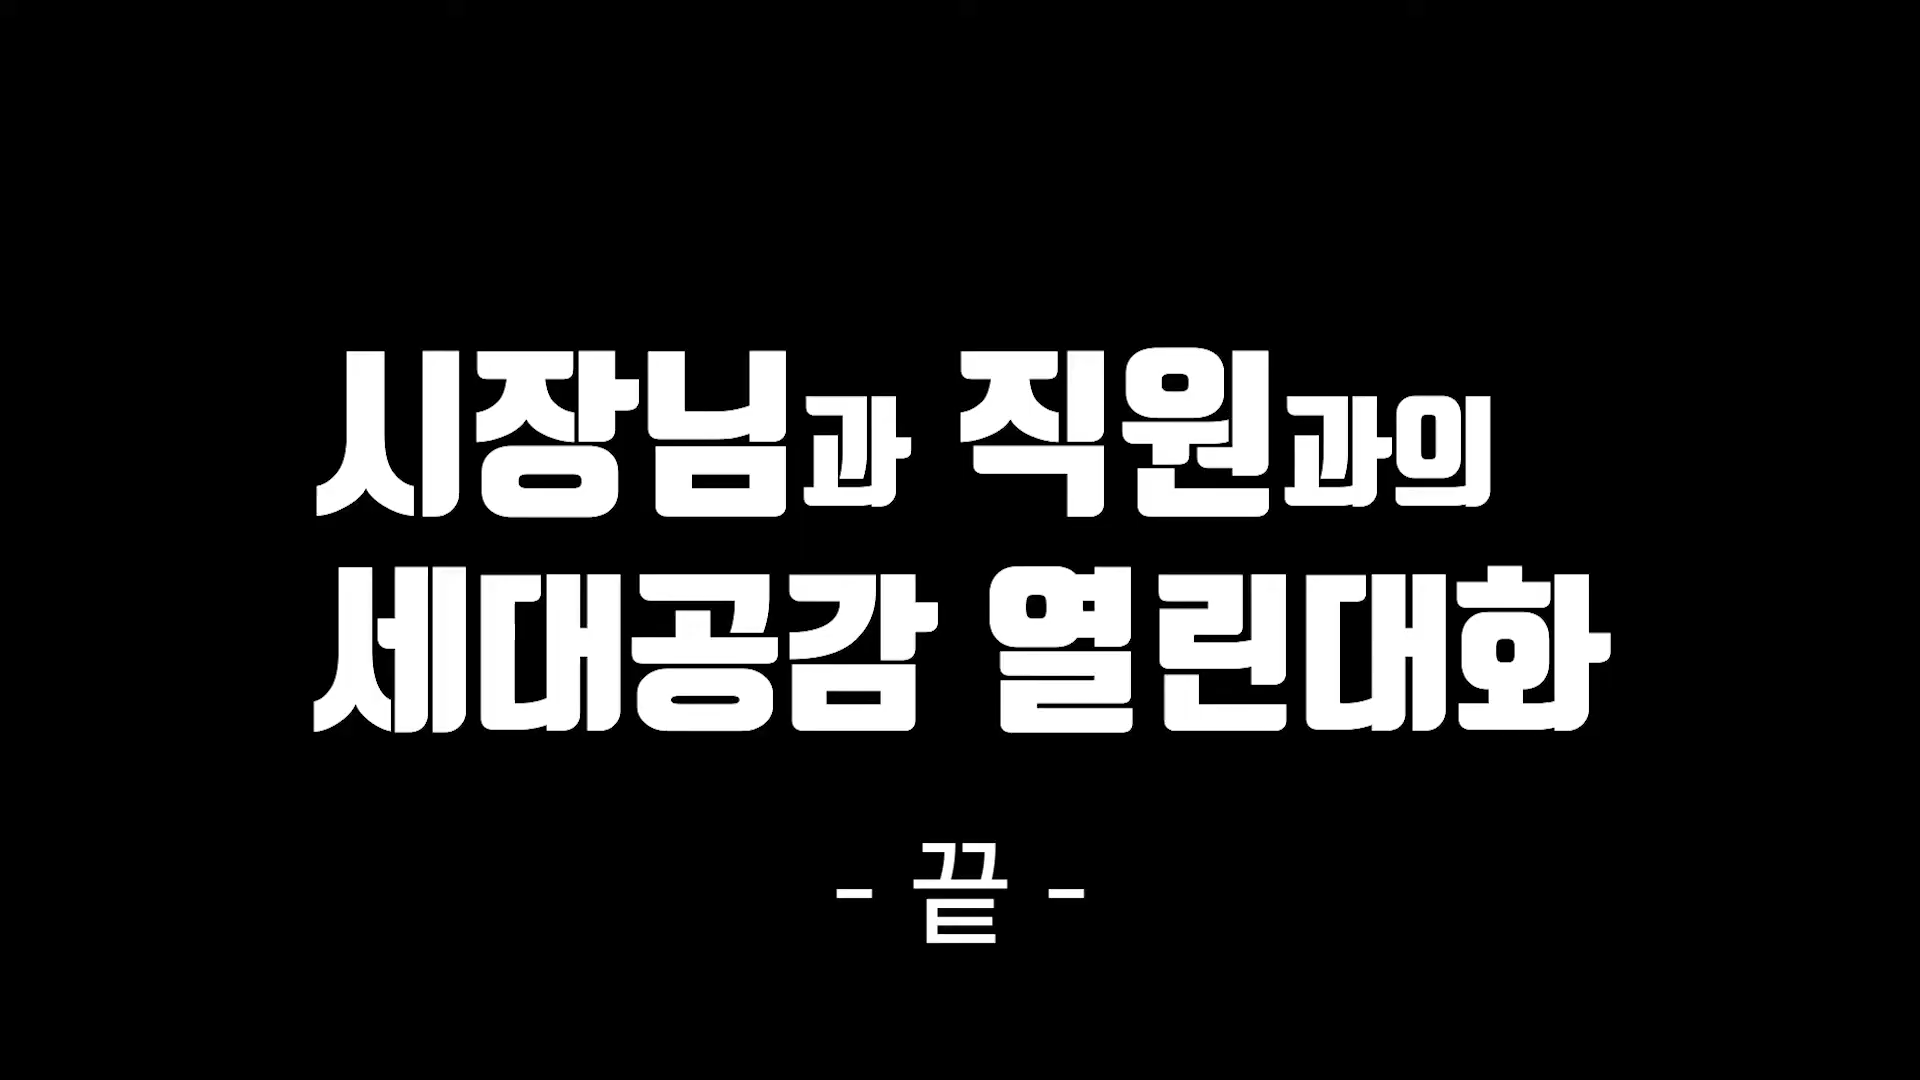 시장님과 직원과의
세대공감 열린대화
- 끝 -